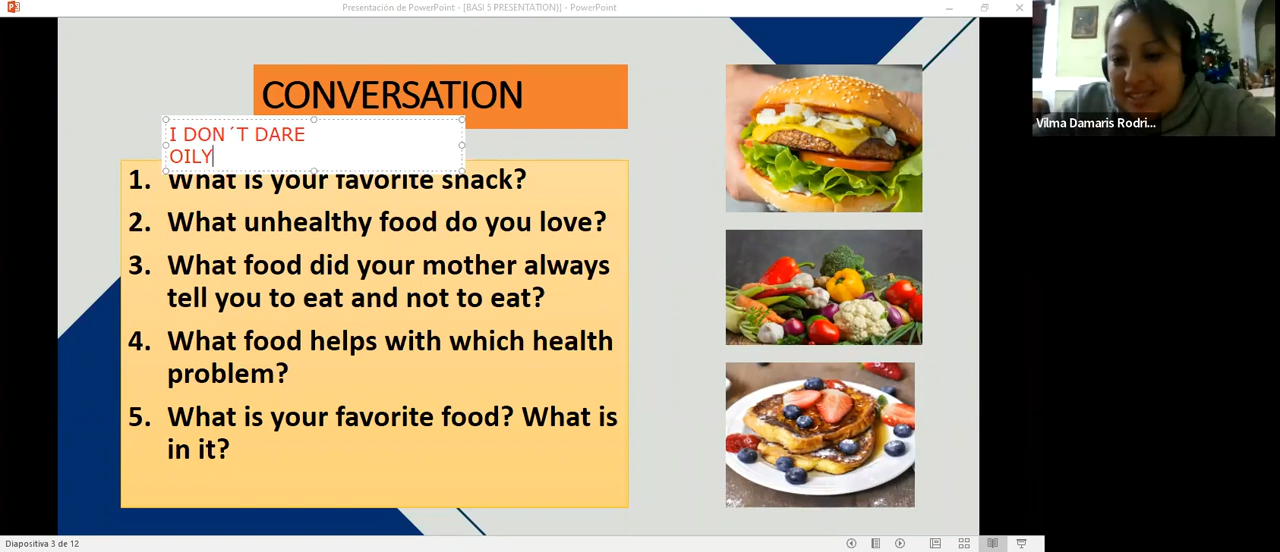 Presentación de PowerPoint - [BASI 5 PRESENTATION)] - PowerPoint
CONVERSATION
I DON´T DARE
OILY
1. What is your favorite snack?
2. What unhealthy food do you love?
3. What food did your mother always
tell you to eat and not to eat?
4. What food helps with which health
problem?
5. What is your favorite food? What is
in it?
Vilma Damaris Rodri...
Diapositiva 3 de 12